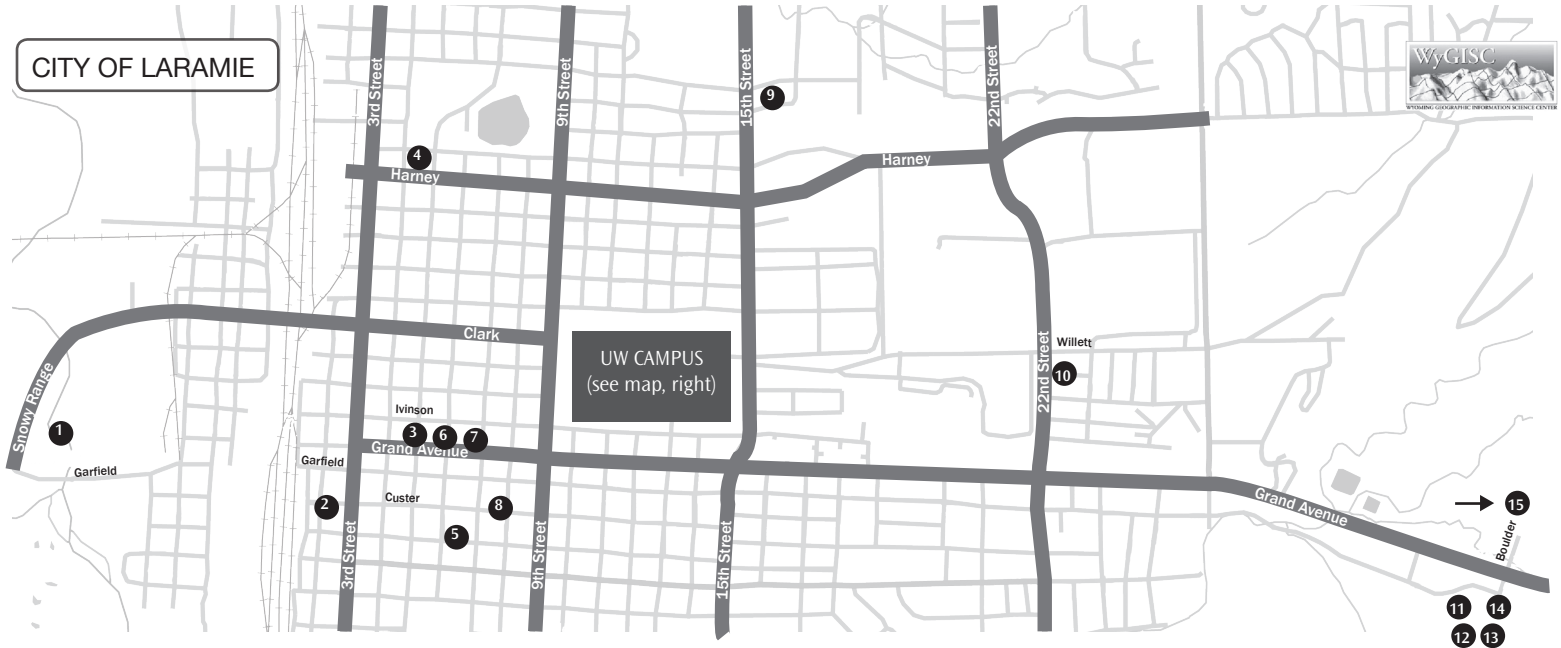 CITY OF LARAMIE
3rd Street
9th Street
15th Street
22nd Street
WyGISC
WYOMING GEOGRAPHIC INFORMATION SCIENCE CENTER
9
4
Harney
Harney
Clark
UW CAMPUS
(see map, right)
Willett
10
22nd Street
Snowy Range
1
Ivinson
3
6
7
Grand Avenue
Garfield
Garfield
2
Custer
8
5
3rd Street
9th Street
15th Street
Grand Avenue
15
Boulder
11
14
12
13